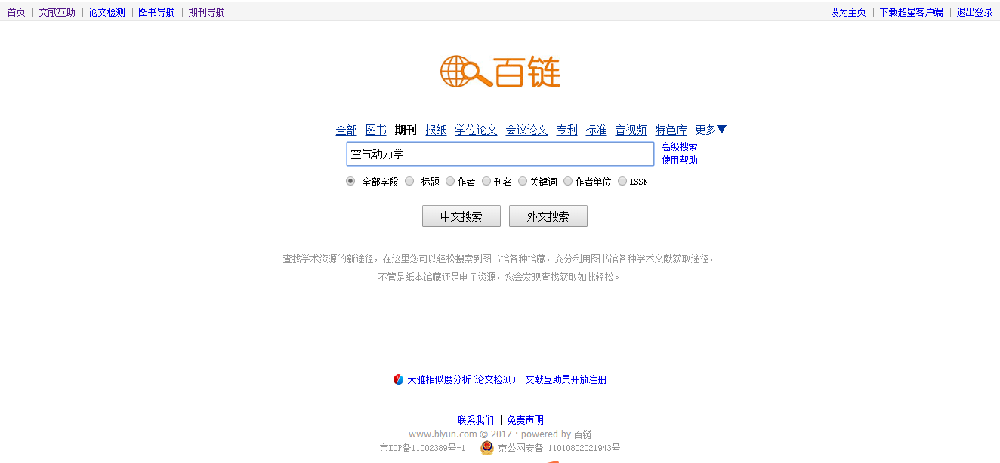 首页 | 文献互助 | 论文检测 | 图书导航 | 期刊导航 设为主页 | 下载超星客户端 | 退出登录
百链
全部 图书 期刊 报纸 学位论文 会议论文 专利 标准 音视频 特色库 更多▼
空气动力学 高级搜索
使用帮助
全部字段 标题 作者 刊名 关键词 作者单位 ISSN
中文搜索 外文搜索
查找学术资源的新途径，在这里您可以轻松搜索到图书馆各种馆藏，充分利用图书馆各种学术文献获取途径，
不管是纸本馆藏还是电子资源，您会发现查找获取如此轻松。
大雅相似度分析(论文检测) 文献互助员开放注册
联系我们 | 免责声明
www.blyun.com © 2017 · powered by 百链
京ICP备11002389号-1 京公网安备 11010802021943号